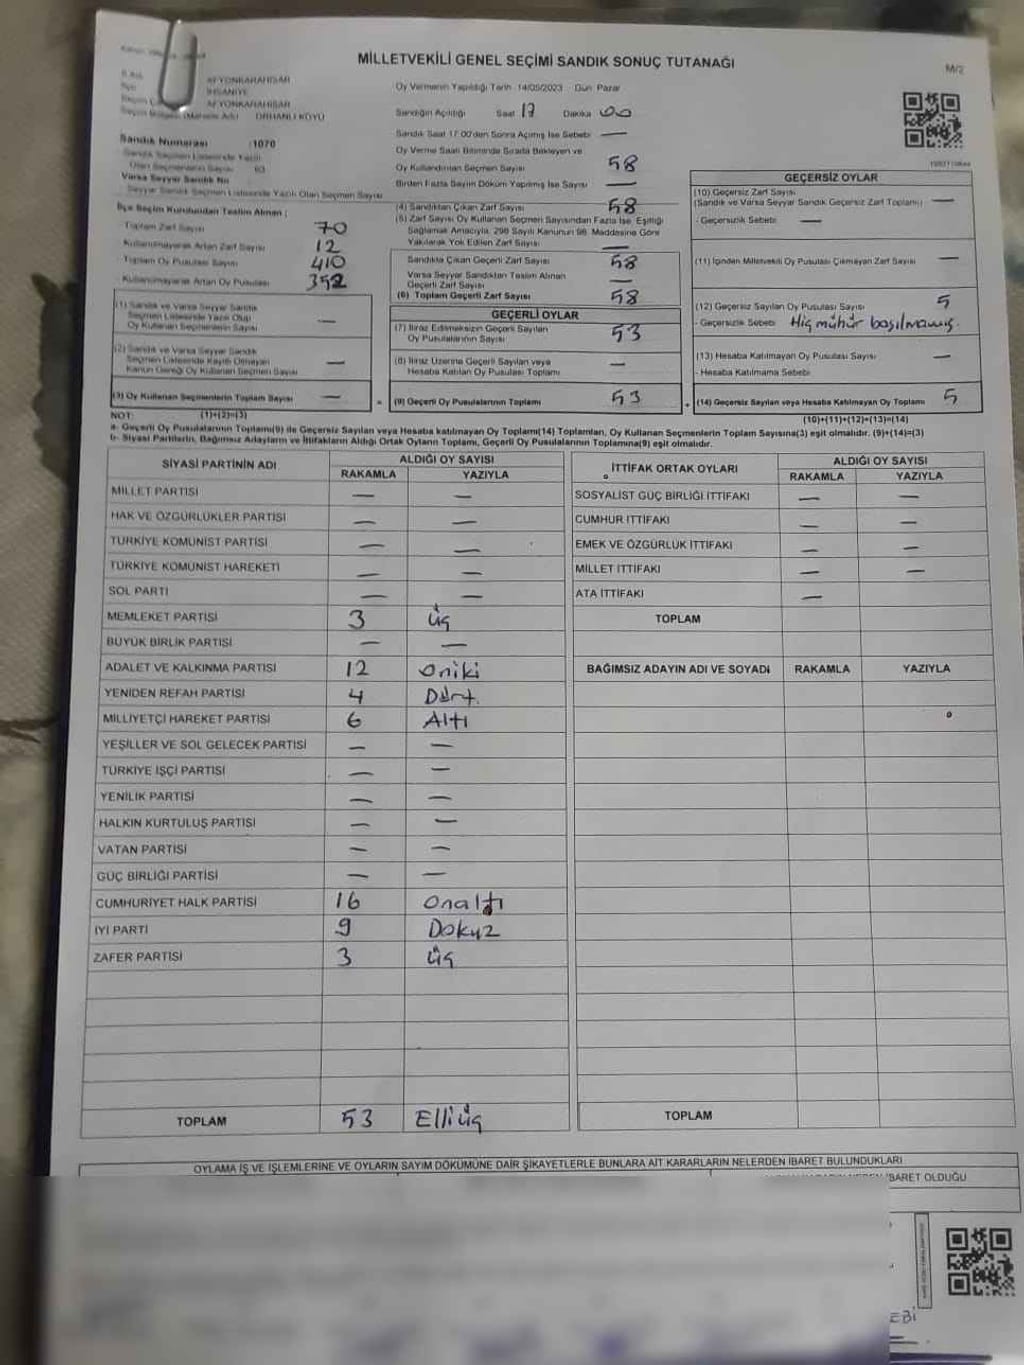 MİLLETVEKİLİ GENEL SEÇİMİ SANDIK SONUÇ TUTANAĞI
M/2
AFYONKARAHİSAR
İHSANİYE
AFYONKARAHİSAR
ORHANLI KÖYÜ
Sandık Numarası :1070
Sandık Seçmen Listesinde Yazılı
Olan Seçmenlerin Sayısı 63
Varsa Seyyar Sandık No
Seyyar Sandık Seçmen Listesinde Yazılı Olan Seçmen Sayısı
İlçe Seçim Kurulundan Teslim Alınan ;
Toplam Zarf Sayısı 70
Kullanılmayarak Artan Zarf Sayısı 12
Toplam Oy Pusulası Sayısı 410
Kullanılmayarak Artan Oy Pusulası 352
(1) Sandık ve Varsa Seyyar Sandık
Seçmen Listesinde Yazılı Olup
Oy Kullanan Seçmenlerin Sayısı —
(2) Sandık ve Varsa Seyyar Sandık
Seçmen Listesinde Kayıtlı Olmayan
Kanun Gereği Oy Kullanan Seçmen Sayısı —
(3) Oy Kullanan Seçmenlerin Toplam Sayısı —
(1)+(2)=(3)
Oy Vermenin Yapıldığı Tarih :14/05/2023 Gün: Pazar
Sandığın Açıldığı Saat 17 Dakika 00
Sandık Saat 17:00'den Sonra Açılmış İse Sebebi —
Oy Verme Saati Bitiminde Sırada Bekleyen ve
Oy Kullandırılan Seçmen Sayısı 58
Birden Fazla Sayım Döküm Yapılmış İse Sayısı —
(4) Sandıktan Çıkan Zarf Sayısı 58
(5) Zarf Sayısı Oy Kullanan Seçmen Sayısından Fazla İse, Eşitliği
Sağlamak Amacıyla, 298 Sayılı Kanunun 98. Maddesine Göre
Yakılarak Yok Edilen Zarf Sayısı —
Sandıkta Çıkan Geçerli Zarf Sayısı 58
Varsa Seyyar Sandıktan Teslim Alınan
Geçerli Zarf Sayısı —
(6) Toplam Geçerli Zarf Sayısı 58
GEÇERLİ OYLAR
(7) İtiraz Edilmeksizin Geçerli Sayılan
Oy Pusulalarının Sayısı 53
(8) İtiraz Üzerine Geçerli Sayılan veya
Hesaba Katılan Oy Pusulası Toplamı —
(9) Geçerli Oy Pusulalarının Toplamı 53
GEÇERSİZ OYLAR
(10) Geçersiz Zarf Sayısı
(Sandık ve Varsa Seyyar Sandık Geçersiz Zarf Toplamı) —
- Geçersizlik Sebebi: —
(11) İçinden Milletvekili Oy Pusulası Çıkmayan Zarf Sayısı —
(12) Geçersiz Sayılan Oy Pusulası Sayısı 5
- Geçersizlik Sebebi: Hiç mühür basılmamış.
(13) Hesaba Katılmayan Oy Pusulası Sayısı —
- Hesaba Katılmama Sebebi
(14) Geçersiz Sayılan veya Hesaba Katılmayan Oy Toplamı 5
(10)+(11)+(12)+(13)=(14)
NOT:
a- Geçerli Oy Pusulalarının Toplamı(9) ile Geçersiz Sayılan veya Hesaba katılmayan Oy Toplamı(14) Toplamları, Oy Kullanan Seçmenlerin Toplam Sayısına(3) eşit olmalıdır. (9)+(14)=(3)
b- Siyasi Partilerin, Bağımsız Adayların ve İttifakların Aldığı Ortak Oyların Toplamı, Geçerli Oy Pusulalarının Toplamına(9) eşit olmalıdır.
SİYASİ PARTİNİN ADI ALDIĞI OY SAYISI
RAKAMLA YAZIYLA
MİLLET PARTİSİ — —
HAK VE ÖZGÜRLÜKLER PARTİSİ — —
TÜRKİYE KOMÜNİST PARTİSİ — —
TÜRKİYE KOMÜNİST HAREKETİ — —
SOL PARTİ — —
MEMLEKET PARTİSİ 3 üç
BÜYÜK BİRLİK PARTİSİ — —
ADALET VE KALKINMA PARTİSİ 12 oniki
YENİDEN REFAH PARTİSİ 4 Dört.
MİLLİYETÇİ HAREKET PARTİSİ 6 Altı
YEŞİLLER VE SOL GELECEK PARTİSİ — —
TÜRKİYE İŞÇİ PARTİSİ — —
YENİLİK PARTİSİ — —
HALKIN KURTULUŞ PARTİSİ — —
VATAN PARTİSİ — —
GÜÇ BİRLİĞİ PARTİSİ — —
CUMHURİYET HALK PARTİSİ 16 onaltı
İYİ PARTİ 9 Dokuz
ZAFER PARTİSİ 3 üç
TOPLAM 53 Elliüç
İTTİFAK ORTAK OYLARI ALDIĞI OY SAYISI
RAKAMLA YAZIYLA
SOSYALİST GÜÇ BİRLİĞİ İTTİFAKI — —
CUMHUR İTTİFAKI — —
EMEK VE ÖZGÜRLÜK İTTİFAKI — —
MİLLET İTTİFAKI — —
ATA İTTİFAKI —
TOPLAM
BAĞIMSIZ ADAYIN ADI VE SOYADI RAKAMLA YAZIYLA
TOPLAM
OYLAMA İŞ VE İŞLEMLERİNE VE OYLARIN SAYIM DÖKÜMÜNE DAİR ŞİKAYETLERLE BUNLARA AİT KARARLARIN NELERDEN İBARET BULUNDUKLARI
İBARET OLDUĞU
EBİ